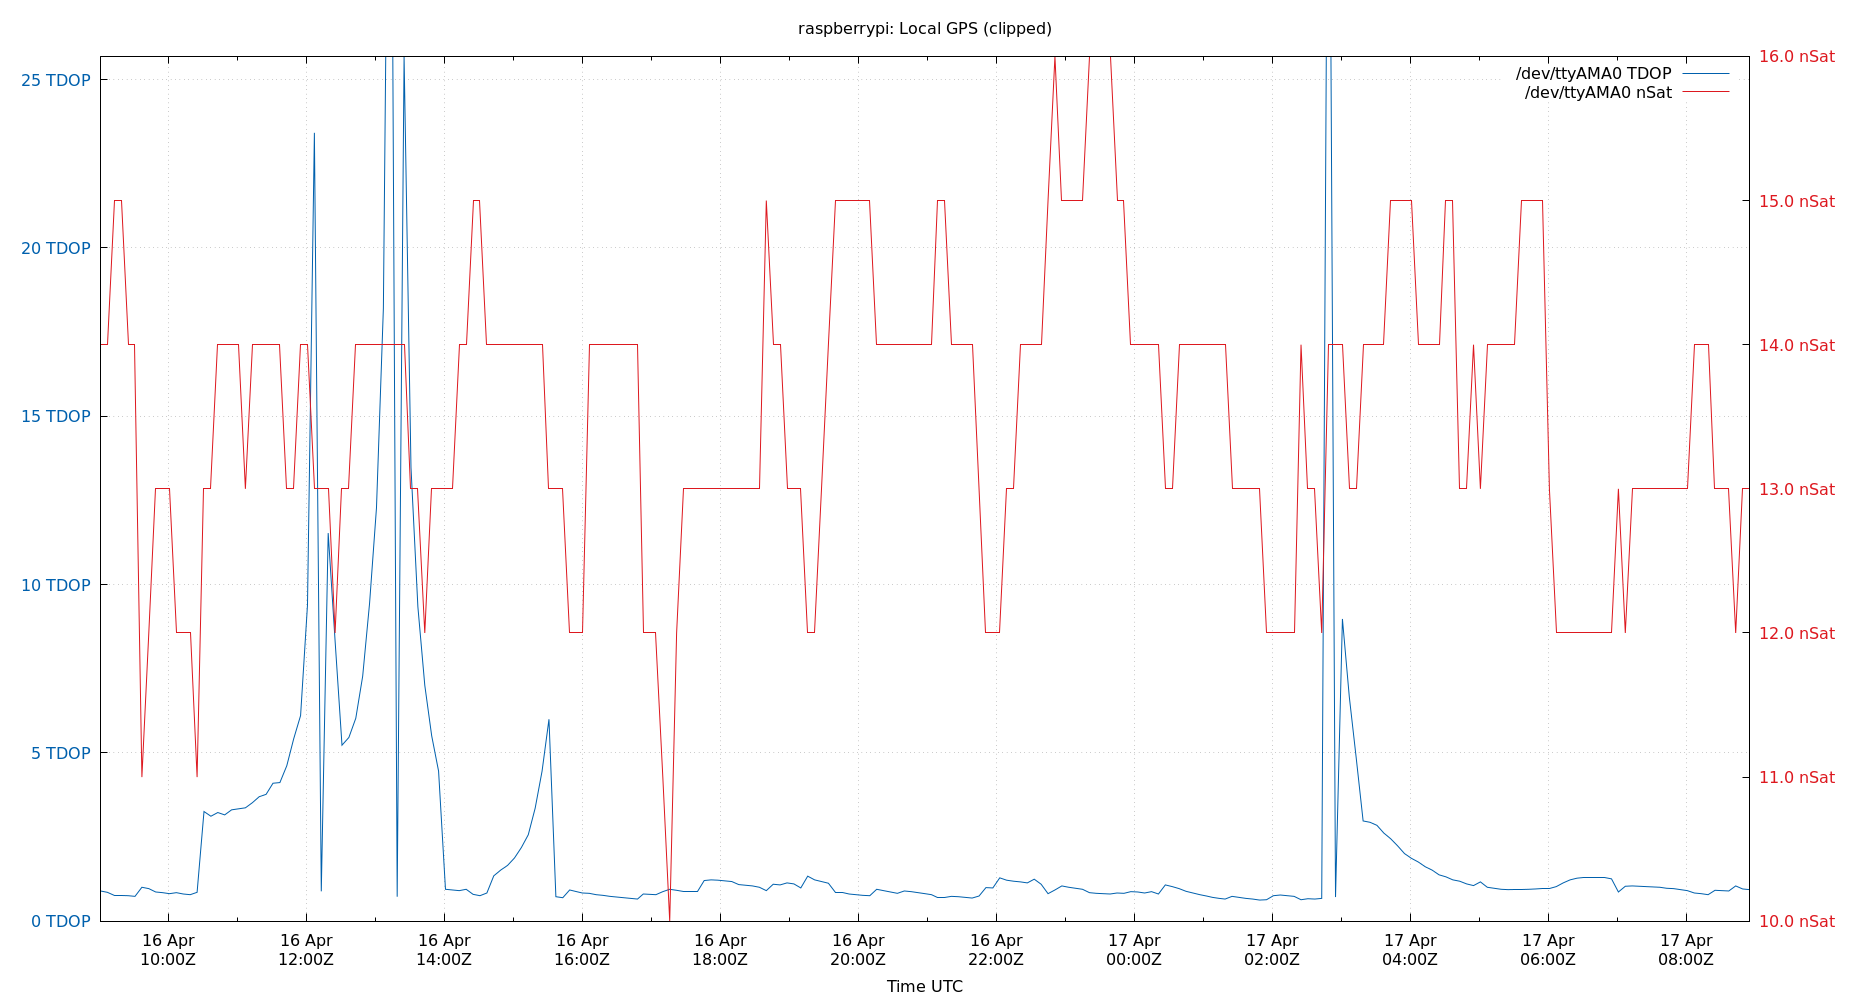 raspberrypi: Local GPS (clipped)
/dev/ttyAMA0 TDOP
/dev/ttyAMA0 nSat
25 TDOP
20 TDOP
15 TDOP
10 TDOP
5 TDOP
0 TDOP
16.0 nSat
15.0 nSat
14.0 nSat
13.0 nSat
12.0 nSat
11.0 nSat
10.0 nSat
16 Apr 16 Apr 16 Apr 16 Apr 16 Apr 16 Apr 16 Apr 17 Apr 17 Apr 17 Apr 17 Apr 17 Apr
10:00Z 12:00Z 14:00Z 16:00Z 18:00Z 20:00Z 22:00Z 00:00Z 02:00Z 04:00Z 06:00Z 08:00Z
Time UTC